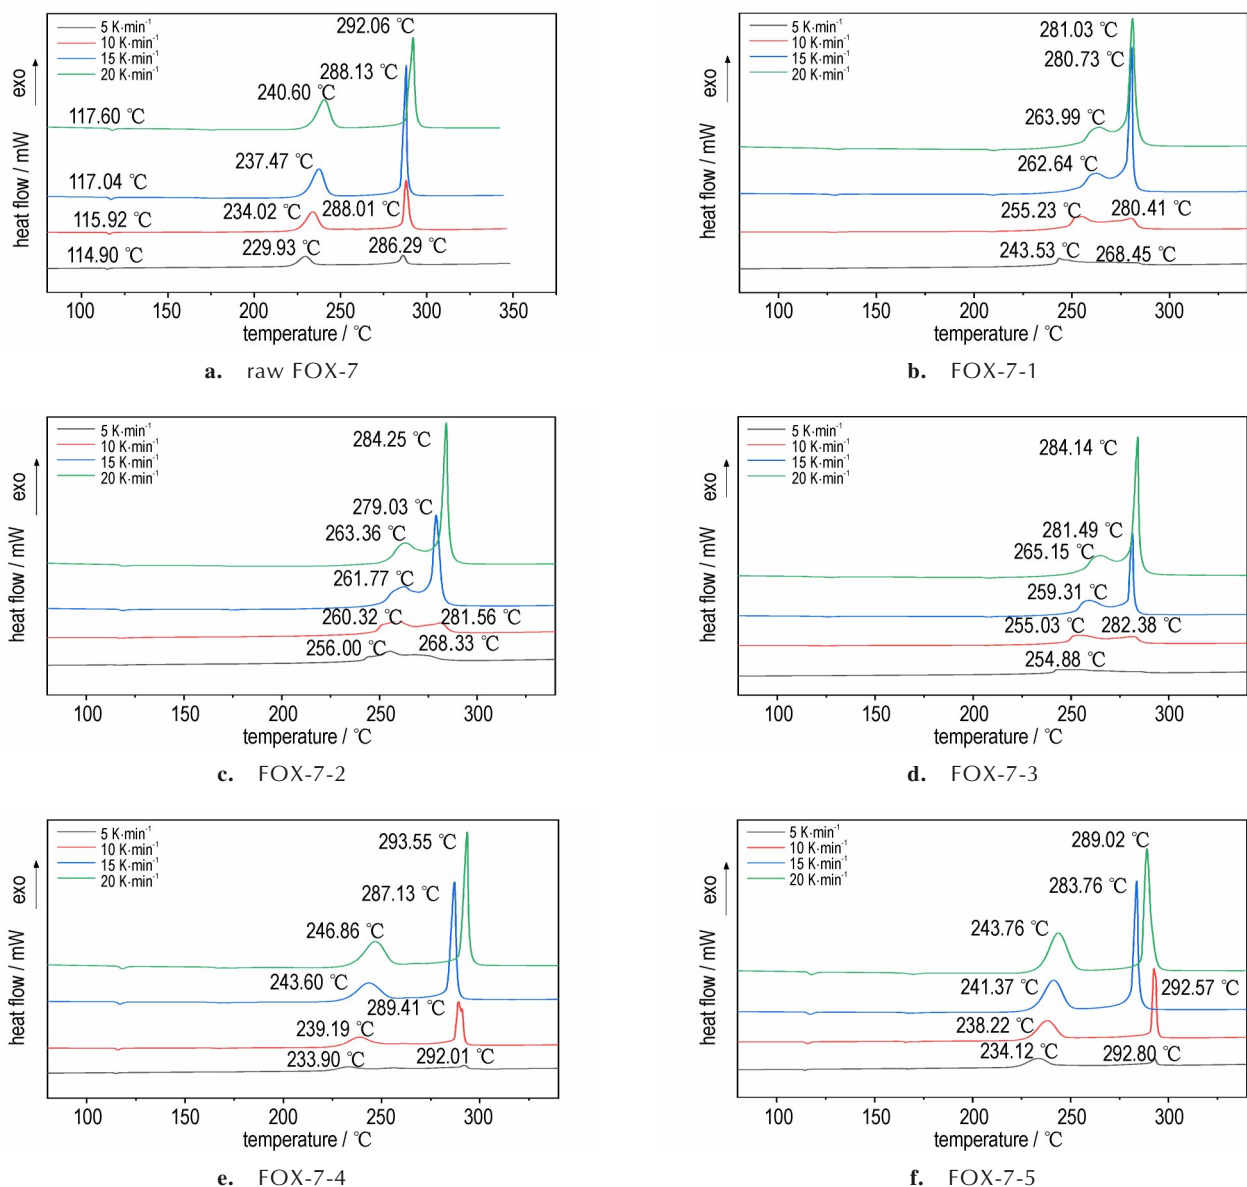 5 K·min⁻¹
10 K·min⁻¹
15 K·min⁻¹
20 K·min⁻¹
292.06 ℃
288.13 ℃
240.60 ℃
117.60 ℃
237.47 ℃
117.04 ℃
234.02 ℃
288.01 ℃
115.92 ℃
229.93 ℃
286.29 ℃
114.90 ℃
heat flow / mW
exo
100 150 200 250 300 350
temperature / ℃
a. raw FOX-7
5 K·min⁻¹
10 K·min⁻¹
15 K·min⁻¹
20 K·min⁻¹
281.03 ℃
280.73 ℃
263.99 ℃
262.64 ℃
255.23 ℃
280.41 ℃
243.53 ℃
268.45 ℃
heat flow / mW
exo
100 150 200 250 300
temperature / ℃
b. FOX-7-1
5 K·min⁻¹
10 K·min⁻¹
15 K·min⁻¹
20 K·min⁻¹
284.25 ℃
279.03 ℃
263.36 ℃
261.77 ℃
260.32 ℃
281.56 ℃
256.00 ℃
268.33 ℃
heat flow / mW
exo
100 150 200 250 300
temperature / ℃
c. FOX-7-2
5 K·min⁻¹
10 K·min⁻¹
15 K·min⁻¹
20 K·min⁻¹
284.14 ℃
281.49 ℃
265.15 ℃
259.31 ℃
255.03 ℃
282.38 ℃
254.88 ℃
heat flow / mW
exo
100 150 200 250 300
temperature / ℃
d. FOX-7-3
5 K·min⁻¹
10 K·min⁻¹
15 K·min⁻¹
20 K·min⁻¹
293.55 ℃
287.13 ℃
246.86 ℃
243.60 ℃
289.41 ℃
239.19 ℃
292.01 ℃
233.90 ℃
heat flow / mW
exo
100 150 200 250 300
temperature / ℃
e. FOX-7-4
5 K·min⁻¹
10 K·min⁻¹
15 K·min⁻¹
20 K·min⁻¹
289.02 ℃
283.76 ℃
243.76 ℃
241.37 ℃
292.57 ℃
238.22 ℃
234.12 ℃
292.80 ℃
heat flow / mW
exo
100 150 200 250 300
temperature / ℃
f. FOX-7-5